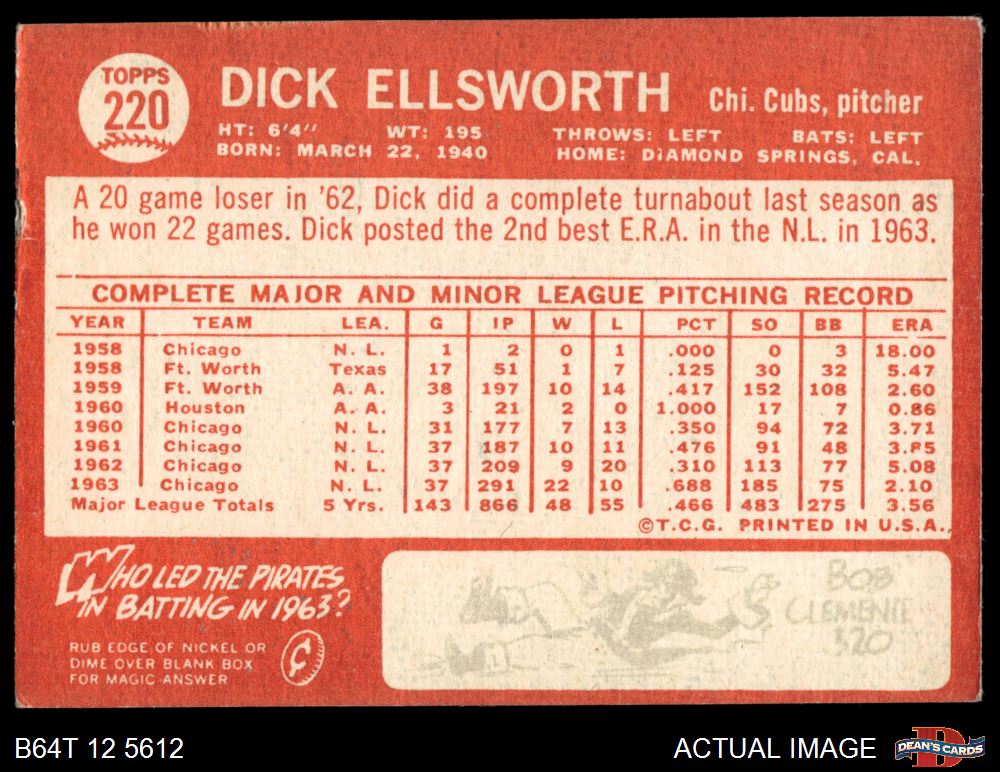 TOPPS
220
DICK ELLSWORTH Chi. Cubs, pitcher
HT: 6'4" WT: 195 THROWS: LEFT BATS: LEFT
BORN: MARCH 22, 1940 HOME: DIAMOND SPRINGS, CAL.
A 20 game loser in '62, Dick did a complete turnabout last season as
he won 22 games. Dick posted the 2nd best E.R.A. in the N.L. in 1963.
COMPLETE MAJOR AND MINOR LEAGUE PITCHING RECORD
YEAR TEAM LEA. G IP W L PCT SO BB ERA
1958 Chicago N. L. 1 2 0 1 .000 0 3 18.00
1958 Ft. Worth Texas 17 51 1 7 .125 30 32 5.47
1959 Ft. Worth A. A. 38 197 10 14 .417 152 108 2.60
1960 Houston A. A. 3 21 2 0 1.000 17 7 0.86
1960 Chicago N. L. 31 177 7 13 .350 94 72 3.71
1961 Chicago N. L. 37 187 10 11 .476 91 48 3.85
1962 Chicago N. L. 37 209 9 20 .310 113 77 5.08
1963 Chicago N. L. 37 291 22 10 .688 185 75 2.10
Major League Totals 5 Yrs. 143 866 48 55 .466 483 275 3.56
©T.C.G. PRINTED IN U.S.A.
WHO LED THE PIRATES
IN BATTING IN 1963?
RUB EDGE OF NICKEL OR
DIME OVER BLANK BOX
FOR MAGIC ANSWER
¢
BOB
CLEMENTE
320
B64T 12 5612 ACTUAL IMAGE DEAN'S CARDS